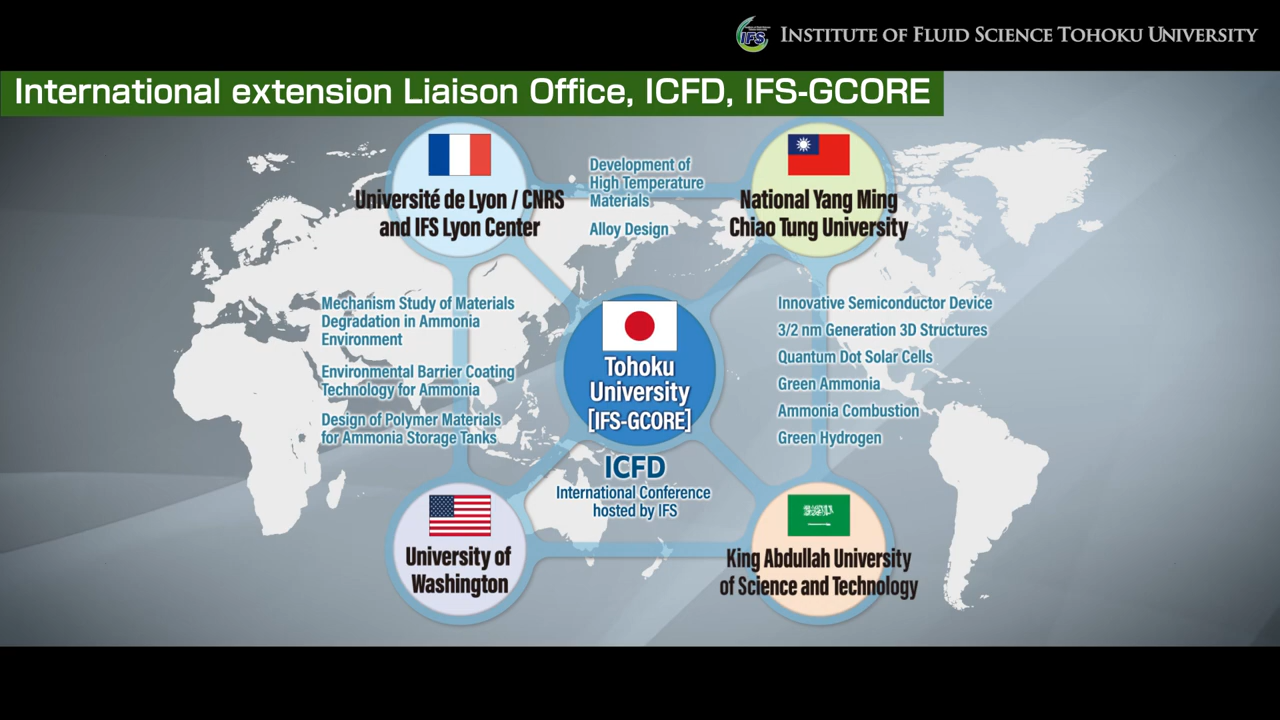 IFS
INSTITUTE OF FLUID SCIENCE TOHOKU UNIVERSITY
International extension Liaison Office, ICFD, IFS-GCORE
Université de Lyon / CNRS
and IFS Lyon Center
Development of
High Temperature
Materials
Alloy Design
National Yang Ming
Chiao Tung University
Mechanism Study of Materials
Degradation in Ammonia
Environment
Environmental Barrier Coating
Technology for Ammonia
Design of Polymer Materials
for Ammonia Storage Tanks
Tohoku
University
[IFS-GCORE]
ICFD
International Conference
hosted by IFS
Innovative Semiconductor Device
3/2 nm Generation 3D Structures
Quantum Dot Solar Cells
Green Ammonia
Ammonia Combustion
Green Hydrogen
University of
Washington
King Abdullah University
of Science and Technology